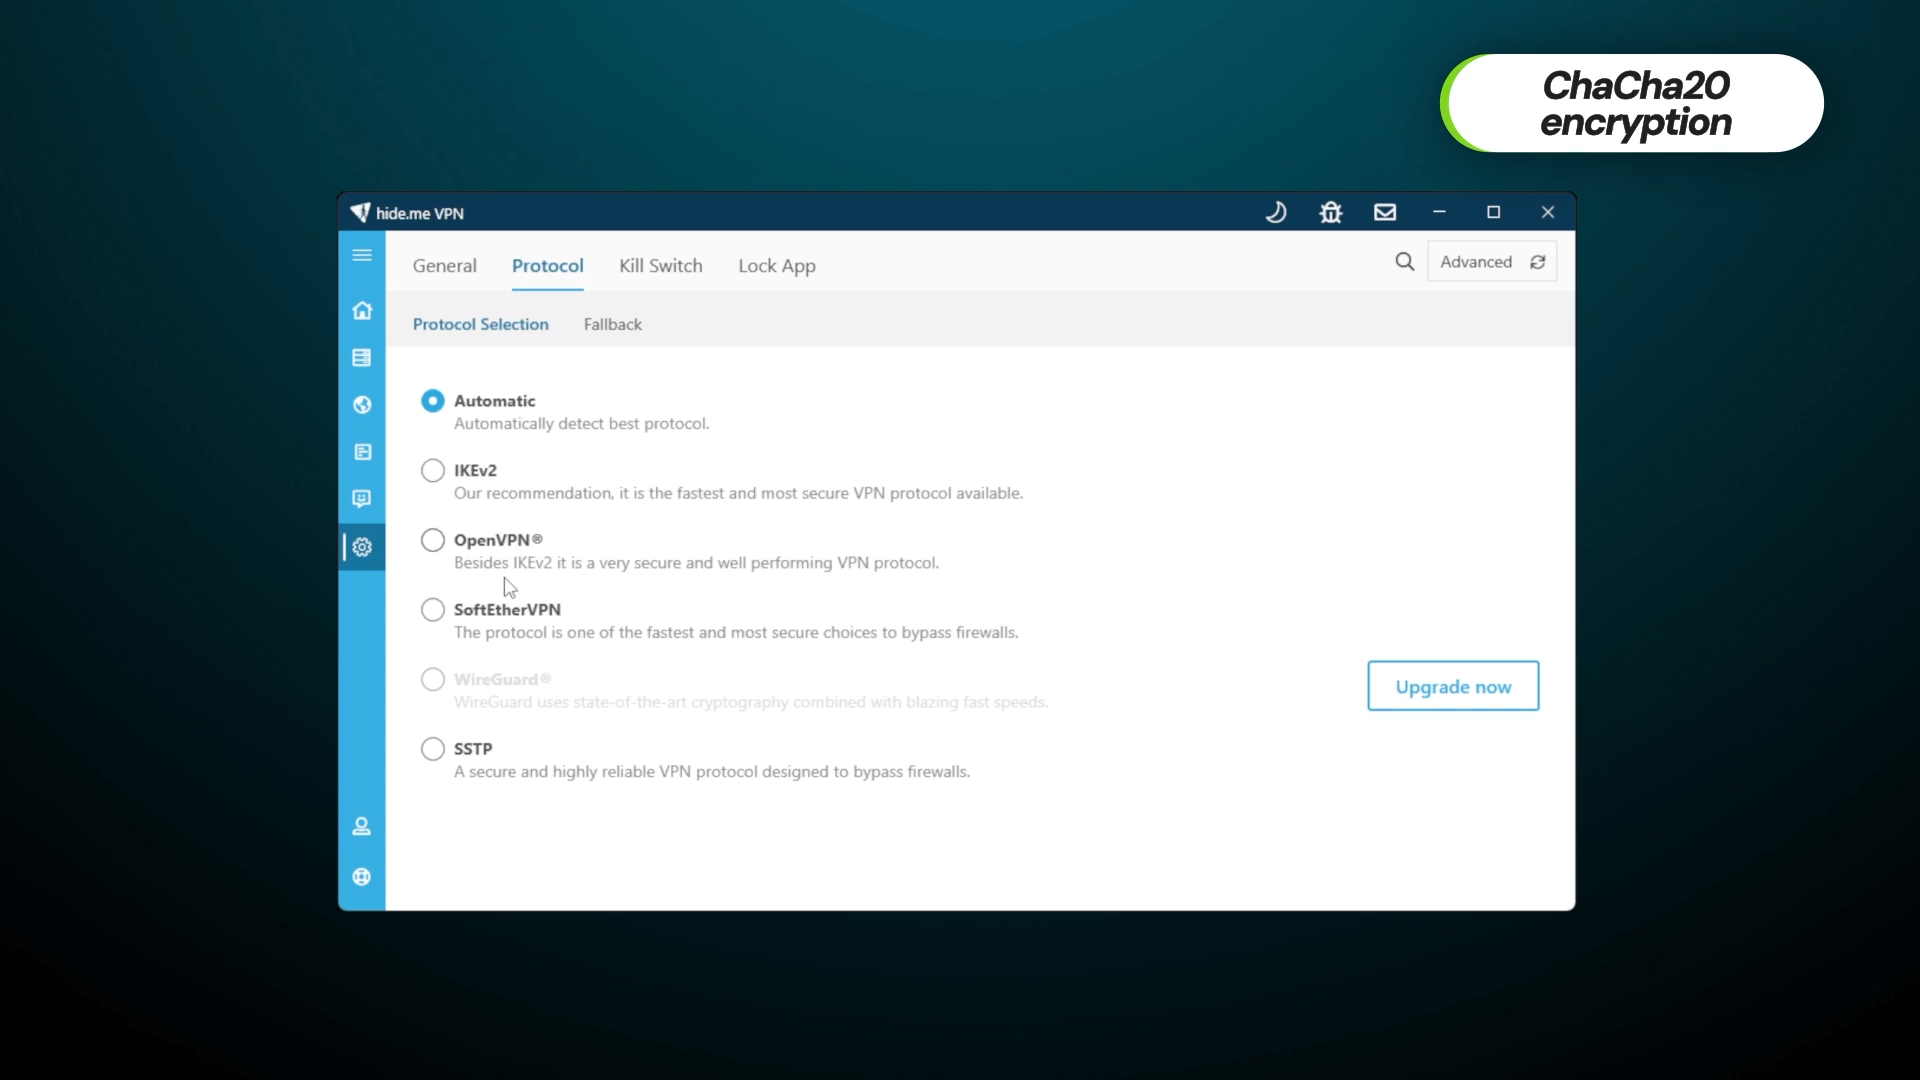 ChaCha20
encryption
hide.me VPN
General
Protocol
Kill Switch
Lock App
Advanced
Protocol Selection
Fallback
Automatic
Automatically detect best protocol.
IKEv2
Our recommendation, it is the fastest and most secure VPN protocol available.
OpenVPN®
Besides IKEv2 it is a very secure and well performing VPN protocol.
SoftEtherVPN
The protocol is one of the fastest and most secure choices to bypass firewalls.
WireGuard®
WireGuard uses state-of-the-art cryptography combined with blazing fast speeds.
Upgrade now
SSTP
A secure and highly reliable VPN protocol designed to bypass firewalls.